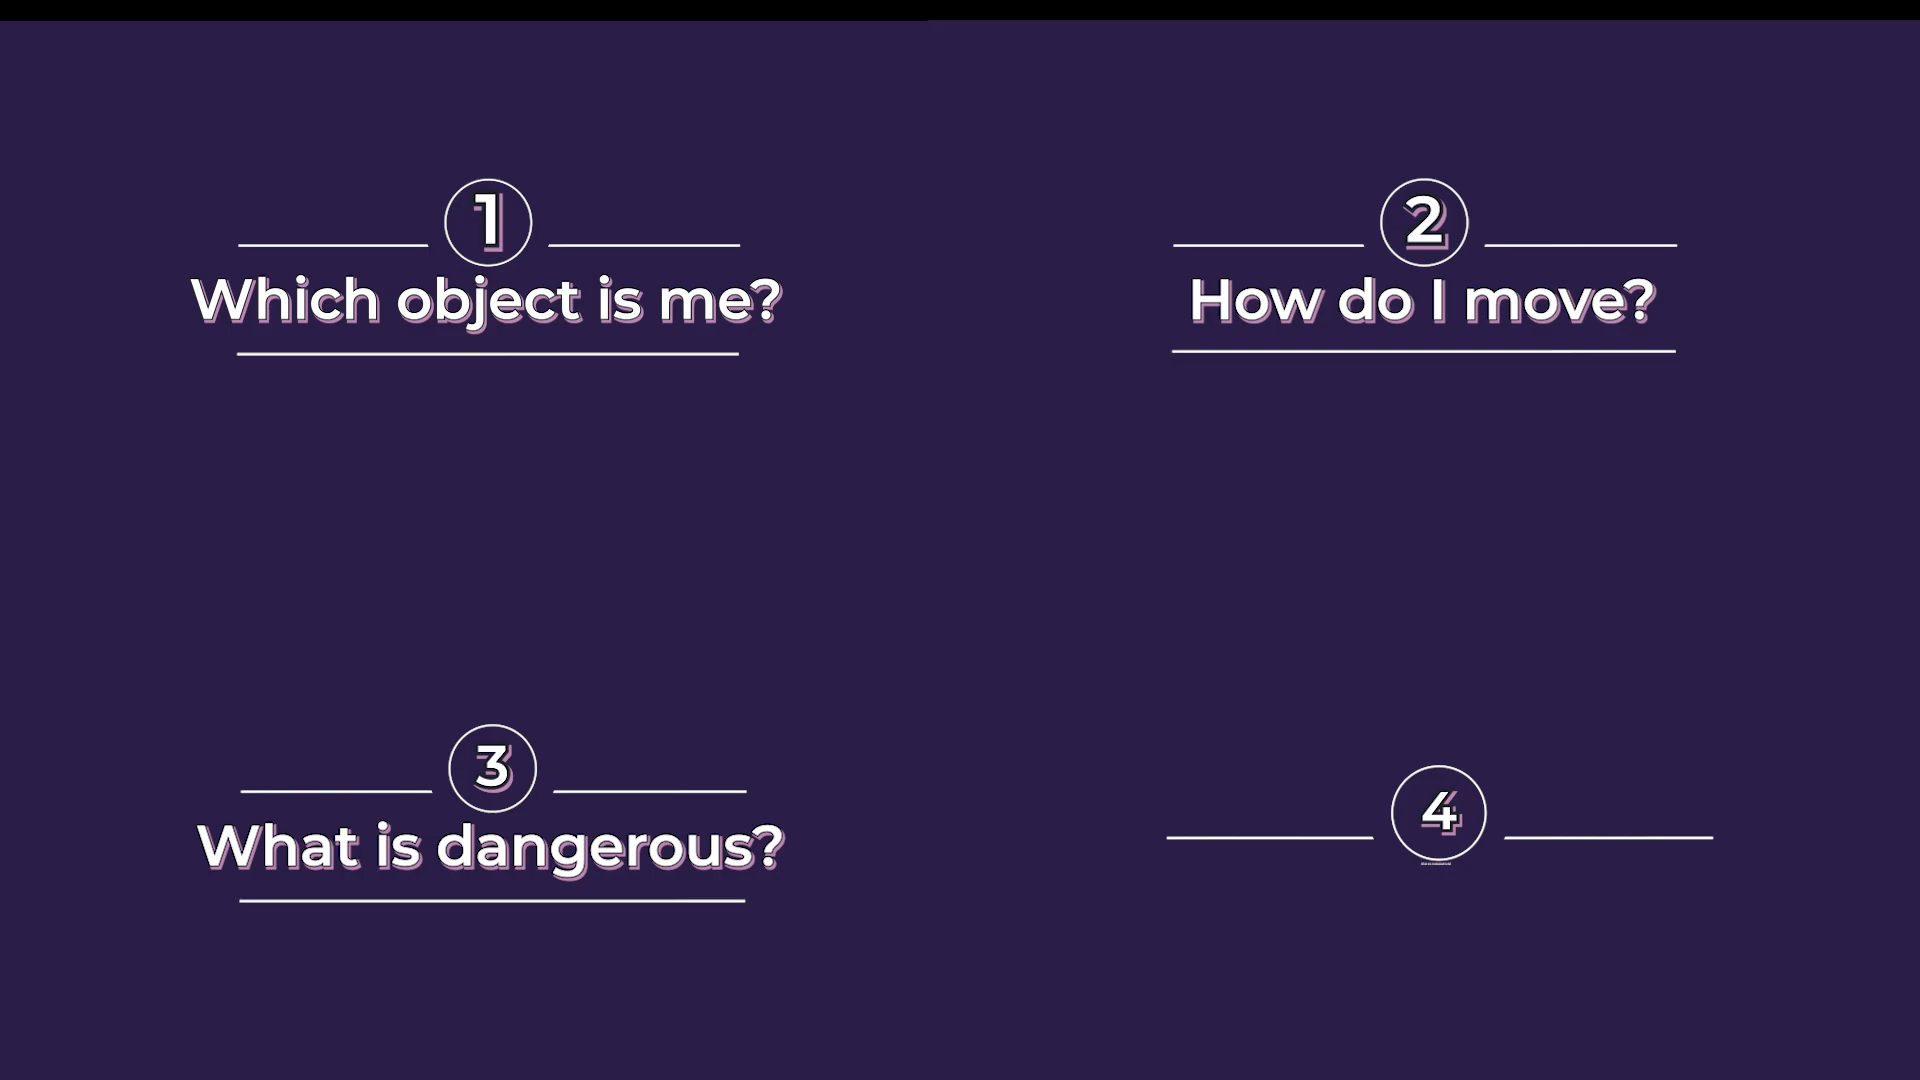 1
Which object is me?
2
How do I move?
3
What is dangerous?
4